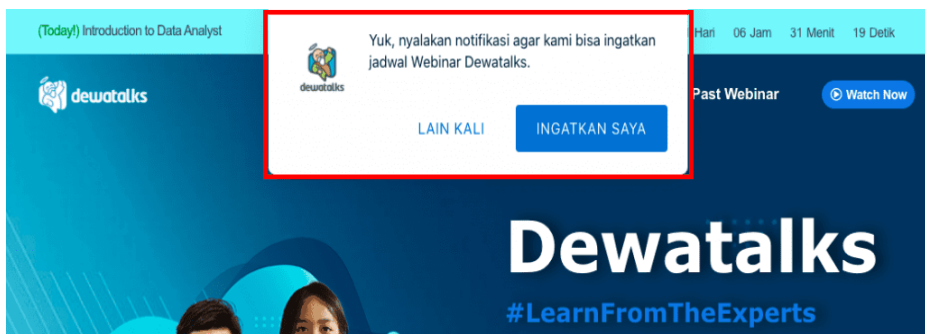 (Today!) Introduction to Data Analyst
Hari 06 Jam 31 Menit 19 Detik
Yuk, nyalakan notifikasi agar kami bisa ingatkan
jadwal Webinar Dewatalks.
dewatalks
LAIN KALI INGATKAN SAYA
dewatalks
Past Webinar Watch Now
Dewatalks
#LearnFromTheExperts